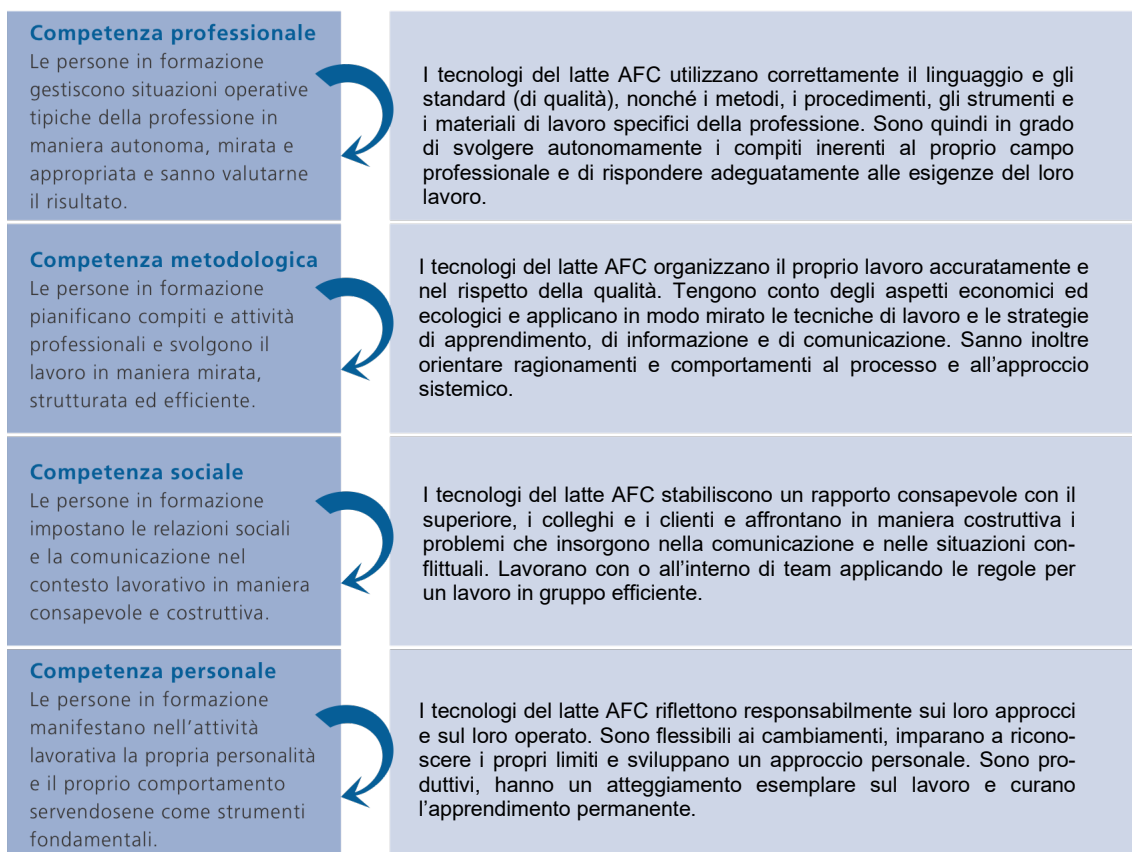 Competenza professionale
Le persone in formazione
gestiscono situazioni operative
tipiche della professione in
maniera autonoma, mirata e
appropriata e sanno valutarne
il risultato.
I tecnologi del latte AFC utilizzano correttamente il linguaggio e gli
standard (di qualità), nonché i metodi, i procedimenti, gli strumenti e
i materiali di lavoro specifici della professione. Sono quindi in grado
di svolgere autonomamente i compiti inerenti al proprio campo
professionale e di rispondere adeguatamente alle esigenze del loro
lavoro.
Competenza metodologica
Le persone in formazione
pianificano compiti e attività
professionali e svolgono il
lavoro in maniera mirata,
strutturata ed efficiente.
I tecnologi del latte AFC organizzano il proprio lavoro accuratamente e
nel rispetto della qualità. Tengono conto degli aspetti economici ed
ecologici e applicano in modo mirato le tecniche di lavoro e le strategie
di apprendimento, di informazione e di comunicazione. Sanno inoltre
orientare ragionamenti e comportamenti al processo e all'approccio
sistemico.
Competenza sociale
Le persone in formazione
impostano le relazioni sociali
e la comunicazione nel
contesto lavorativo in maniera
consapevole e costruttiva.
I tecnologi del latte AFC stabiliscono un rapporto consapevole con il
superiore, i colleghi e i clienti e affrontano in maniera costruttiva i
problemi che insorgono nella comunicazione e nelle situazioni con-
flittuali. Lavorano con o all'interno di team applicando le regole per
un lavoro in gruppo efficiente.
Competenza personale
Le persone in formazione
manifestano nell'attività
lavorativa la propria personalità
e il proprio comportamento
servendosene come strumenti
fondamentali.
I tecnologi del latte AFC riflettono responsabilmente sui loro approcci
e sul loro operato. Sono flessibili ai cambiamenti, imparano a ricono-
scere i propri limiti e sviluppano un approccio personale. Sono pro-
duttivi, hanno un atteggiamento esemplare sul lavoro e curano
l'apprendimento permanente.